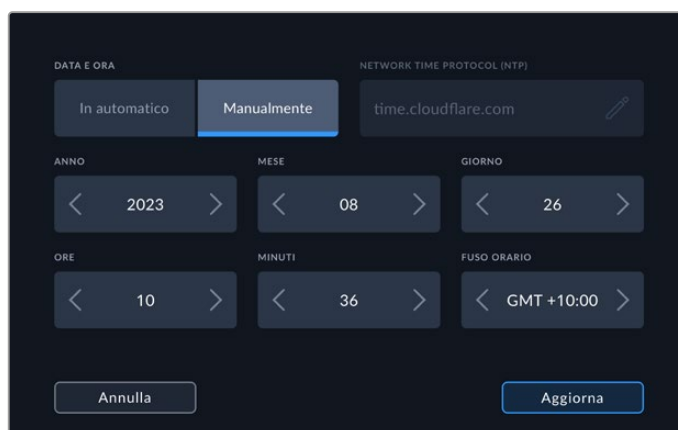 DATA E ORA
NETWORK TIME PROTOCOL (NTP)
In automatico
Manualmente
time.cloudflare.com
ANNO
MESE
GIORNO
2023
08
26
ORE
MINUTI
FUSO ORARIO
10
36
GMT +10:00
Annulla
Aggiorna